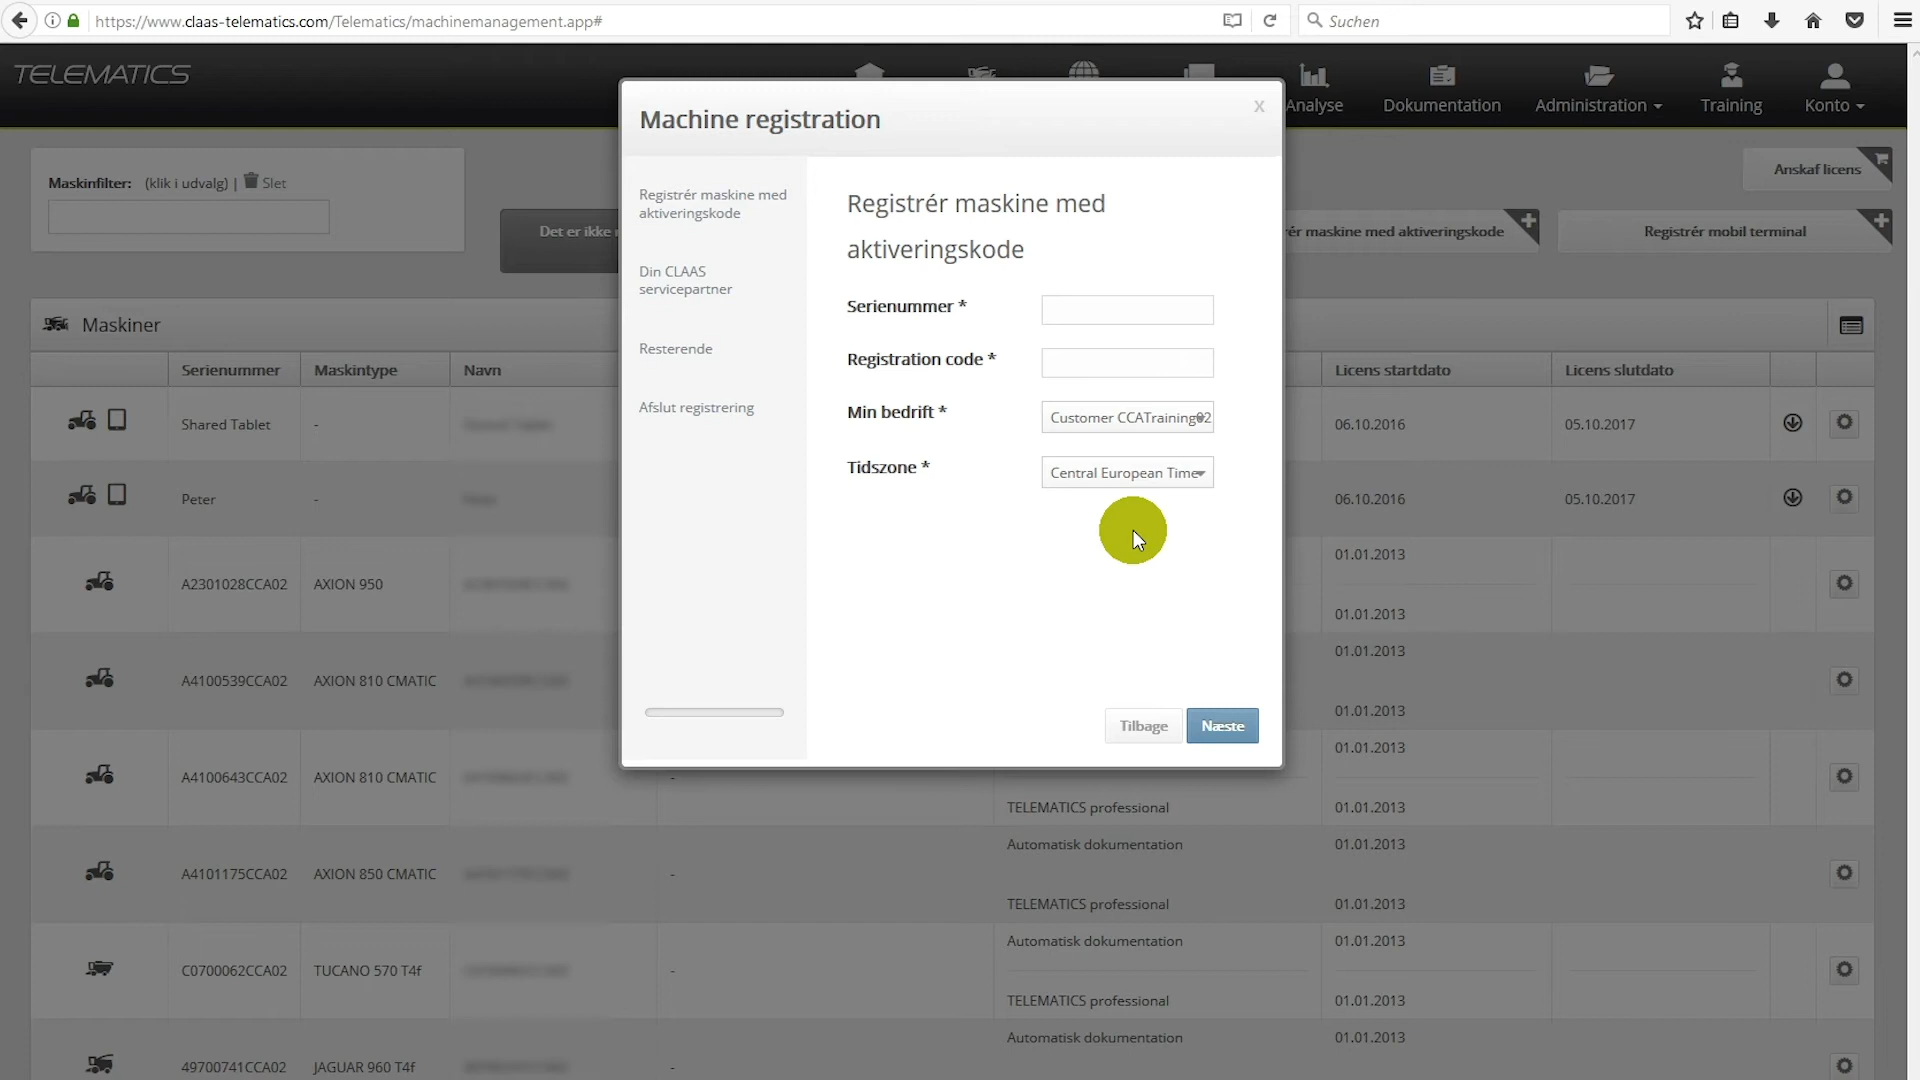 https://www.claas-telematics.com/Telematics/machinemanagement.app#
Suchen
TELEMATICS
Analyse
Dokumentation
Administration
Training
Konto
Machine registration
x
Maskinfilter: (klik i udvalg) | Slet
Anskaf licens
Det er ikke
ér maskine med aktiveringskode
Registrér mobil terminal
Registrér maskine med
aktiveringskode
Din CLAAS
servicepartner
Resterende
Afslut registrering
Registrér maskine med
aktiveringskode
Serienummer *
Registration code *
Min bedrift * Customer CCATraining02
Tidszone * Central European Time
Tilbage Næste
Maskiner
Serienummer Maskintype Navn Licens startdato Licens slutdato
Shared Tablet - 06.10.2016 05.10.2017
Peter - 06.10.2016 05.10.2017
01.01.2013
A2301028CCA02 AXION 950
01.01.2013
01.01.2013
A4100539CCA02 AXION 810 CMATIC
01.01.2013
01.01.2013
A4100643CCA02 AXION 810 CMATIC -
TELEMATICS professional 01.01.2013
Automatisk dokumentation 01.01.2013
A4101175CCA02 AXION 850 CMATIC -
TELEMATICS professional 01.01.2013
Automatisk dokumentation 01.01.2013
C0700062CCA02 TUCANO 570 T4f -
TELEMATICS professional 01.01.2013
Automatisk dokumentation 01.01.2013
49700741CCA02 JAGUAR 960 T4f -